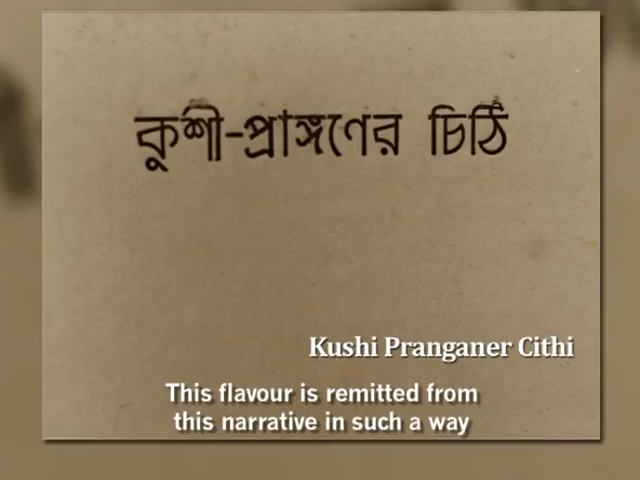 কুশী-প্রাঙ্গণের চিঠি
Kushi Pranganer Cithi
This flavour is remitted from
this narrative in such a way